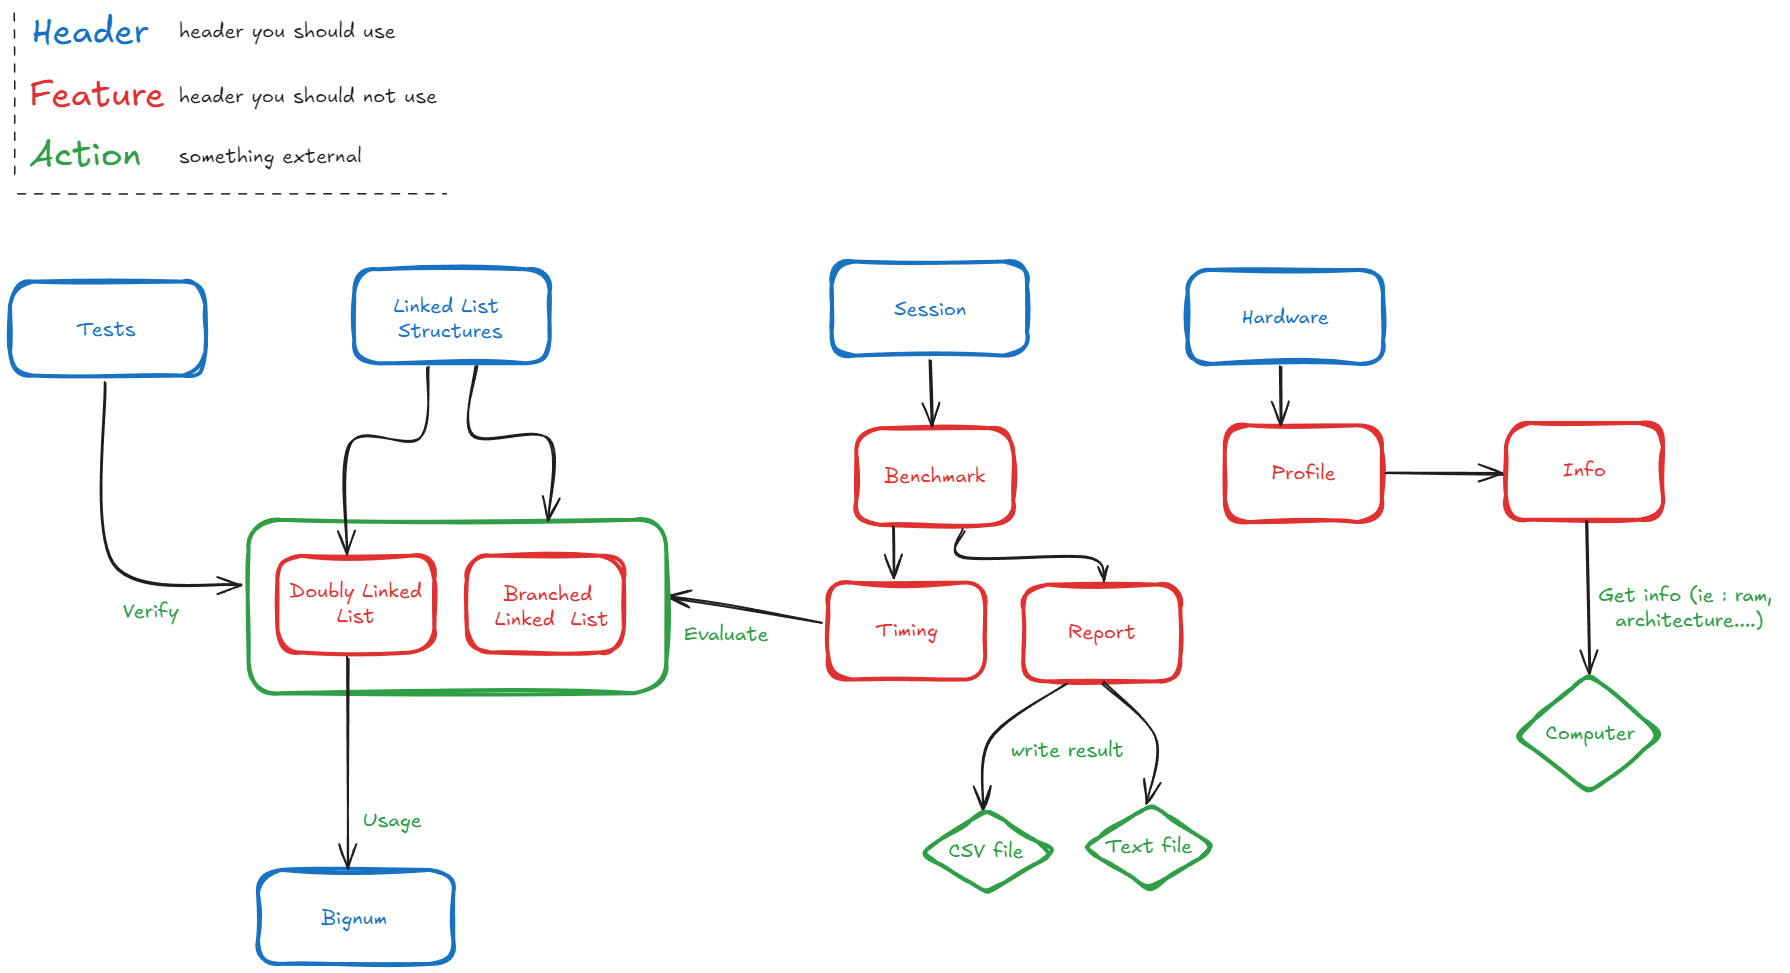 Header header you should use
Feature header you should not use
Action something external
Tests
Linked List
Structures
Session
Hardware
Benchmark
Profile
Info
Doubly Linked
List
Branched
Linked List
Verify
Evaluate
Timing
Report
Get info (ie : ram,
architecture....)
write result
Computer
Usage
CSV file
Text file
Bignum